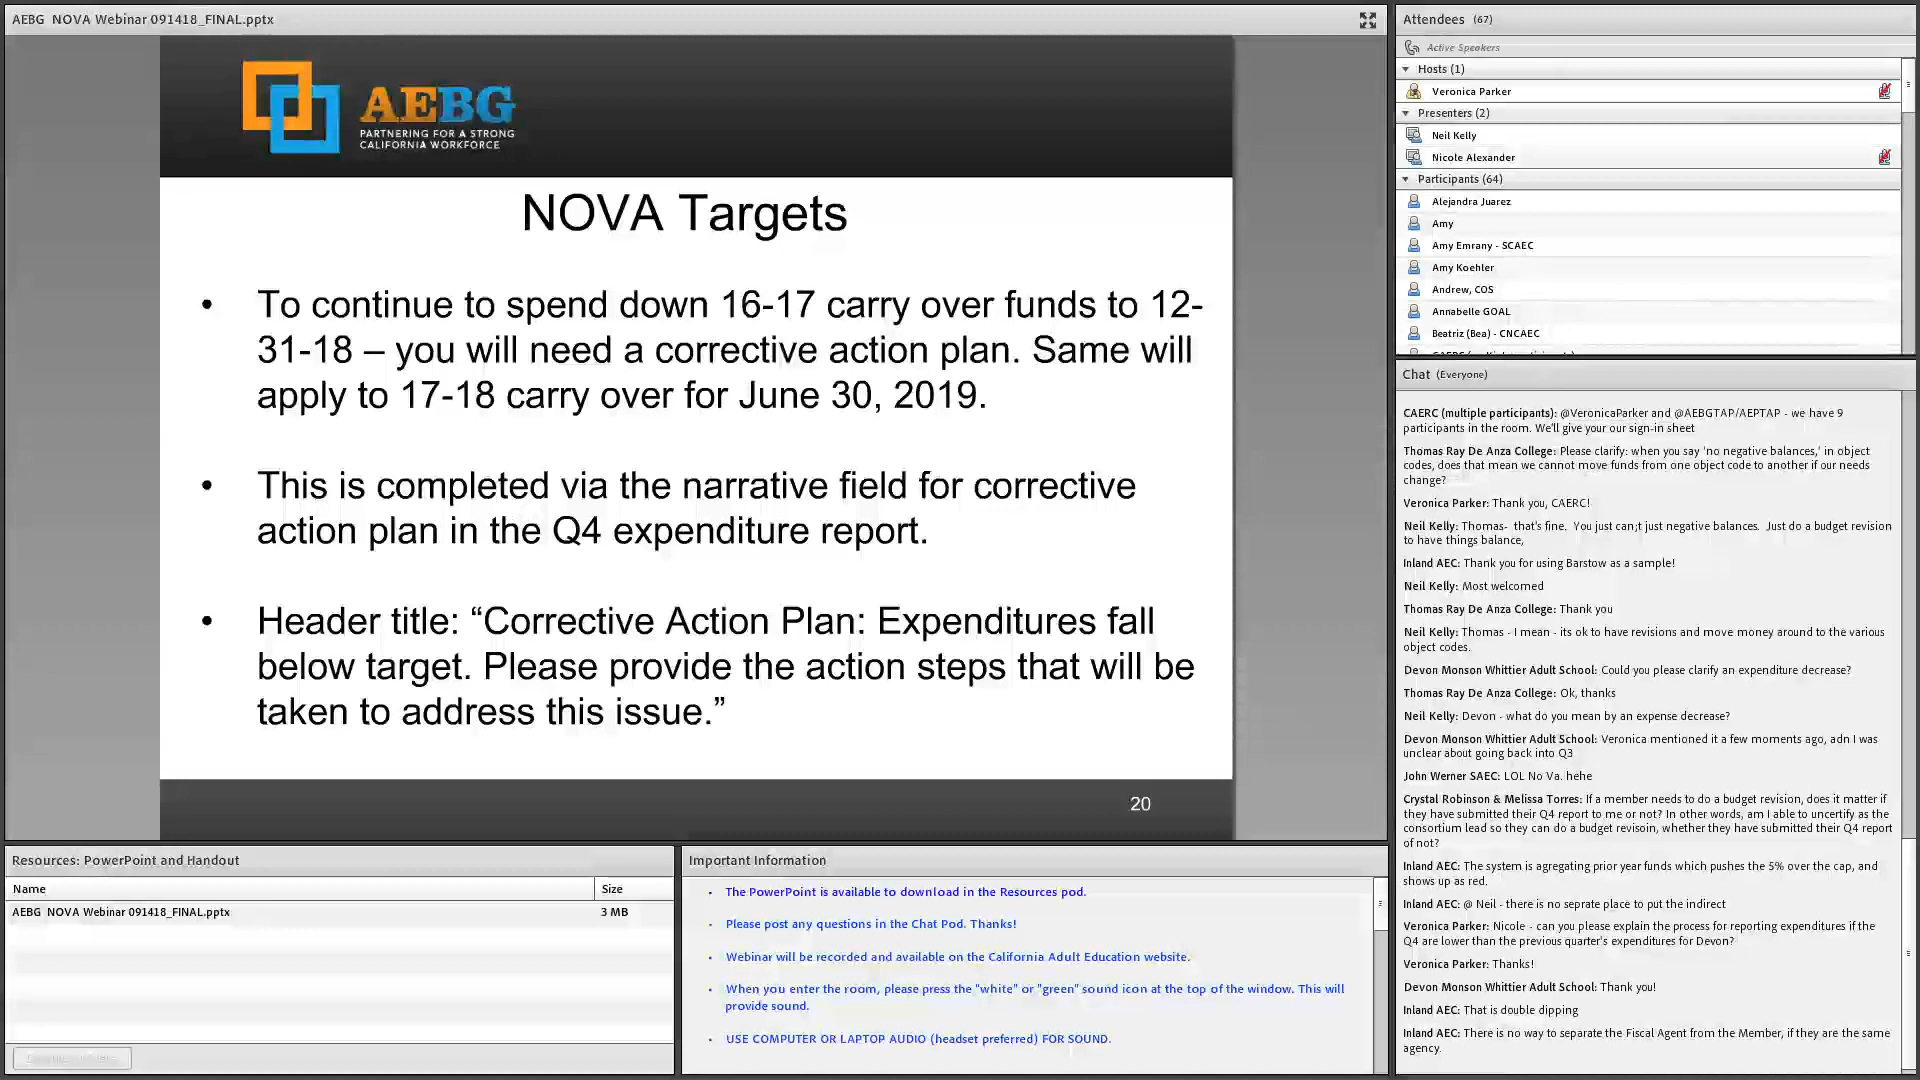 AEBG NOVA Webinar 091418_FINAL.pptx
AEBG
PARTNERING FOR A STRONG
CALIFORNIA WORKFORCE
NOVA Targets
• To continue to spend down 16-17 carry over funds to 12-
31-18 – you will need a corrective action plan. Same will
apply to 17-18 carry over for June 30, 2019.
• This is completed via the narrative field for corrective
action plan in the Q4 expenditure report.
• Header title: “Corrective Action Plan: Expenditures fall
below target. Please provide the action steps that will be
taken to address this issue.”
20
Resources: PowerPoint and Handout
Name Size
AEBG NOVA Webinar 091418_FINAL.pptx 3 MB
Important Information
• The PowerPoint is available to download in the Resources pod.
• Please post any questions in the Chat Pod. Thanks!
• Webinar will be recorded and available on the California Adult Education website.
• When you enter the room, please press the "white" or "green" sound icon at the top of the window. This will
provide sound.
• USE COMPUTER OR LAPTOP AUDIO (headset preferred) FOR SOUND.
Attendees (67)
Active Speakers
Hosts (1)
Veronica Parker
Presenters (2)
Neil Kelly
Nicole Alexander
Participants (64)
Alejandra Juarez
Amy
Amy Emrany - SCAEC
Amy Koehler
Andrew, COS
Annabelle GOAL
Beatriz (Bea) - CNCAEC
Chat (Everyone)
CAERC (multiple participants): @VeronicaParker and @AEBGTAP/AEPTAP - we have 9
participants in the room. We'll give your our sign-in sheet
Thomas Ray De Anza College: Please clarify: when you say 'no negative balances,' in object
codes, does that mean we cannot move funds from one object code to another if our needs
change?
Veronica Parker: Thank you, CAERC!
Neil Kelly: Thomas- that's fine. You just can;t just negative balances. Just do a budget revision
to have things balance,
Inland AEC: Thank you for using Barstow as a sample!
Neil Kelly: Most welcomed
Thomas Ray De Anza College: Thank you
Neil Kelly: Thomas - I mean - its ok to have revisions and move money around to the various
object codes.
Devon Monson Whittier Adult School: Could you please clarify an expenditure decrease?
Thomas Ray De Anza College: Ok, thanks
Neil Kelly: Devon - what do you mean by an expense decrease?
Devon Monson Whittier Adult School: Veronica mentioned it a few moments ago, adn I was
unclear about going back into Q3
John Werner SAEC: LOL No Va. hehe
Crystal Robinson & Melissa Torres: If a member needs to do a budget revision, does it matter if
they have submitted their Q4 report to me or not? In other words, am I able to uncertify as the
consortium lead so they can do a budget revisoin, whether they have submitted their Q4 report
of not?
Inland AEC: The system is agregating prior year funds which pushes the 5% over the cap, and
shows up as red.
Inland AEC: @ Neil - there is no seprate place to put the indirect
Veronica Parker: Nicole - can you please explain the process for reporting expenditures if the
Q4 are lower than the previous quarter's expenditures for Devon?
Veronica Parker: Thanks!
Devon Monson Whittier Adult School: Thank you!
Inland AEC: That is double dipping
Inland AEC: There is no way to separate the Fiscal Agent from the Member, if they are the same
agency.